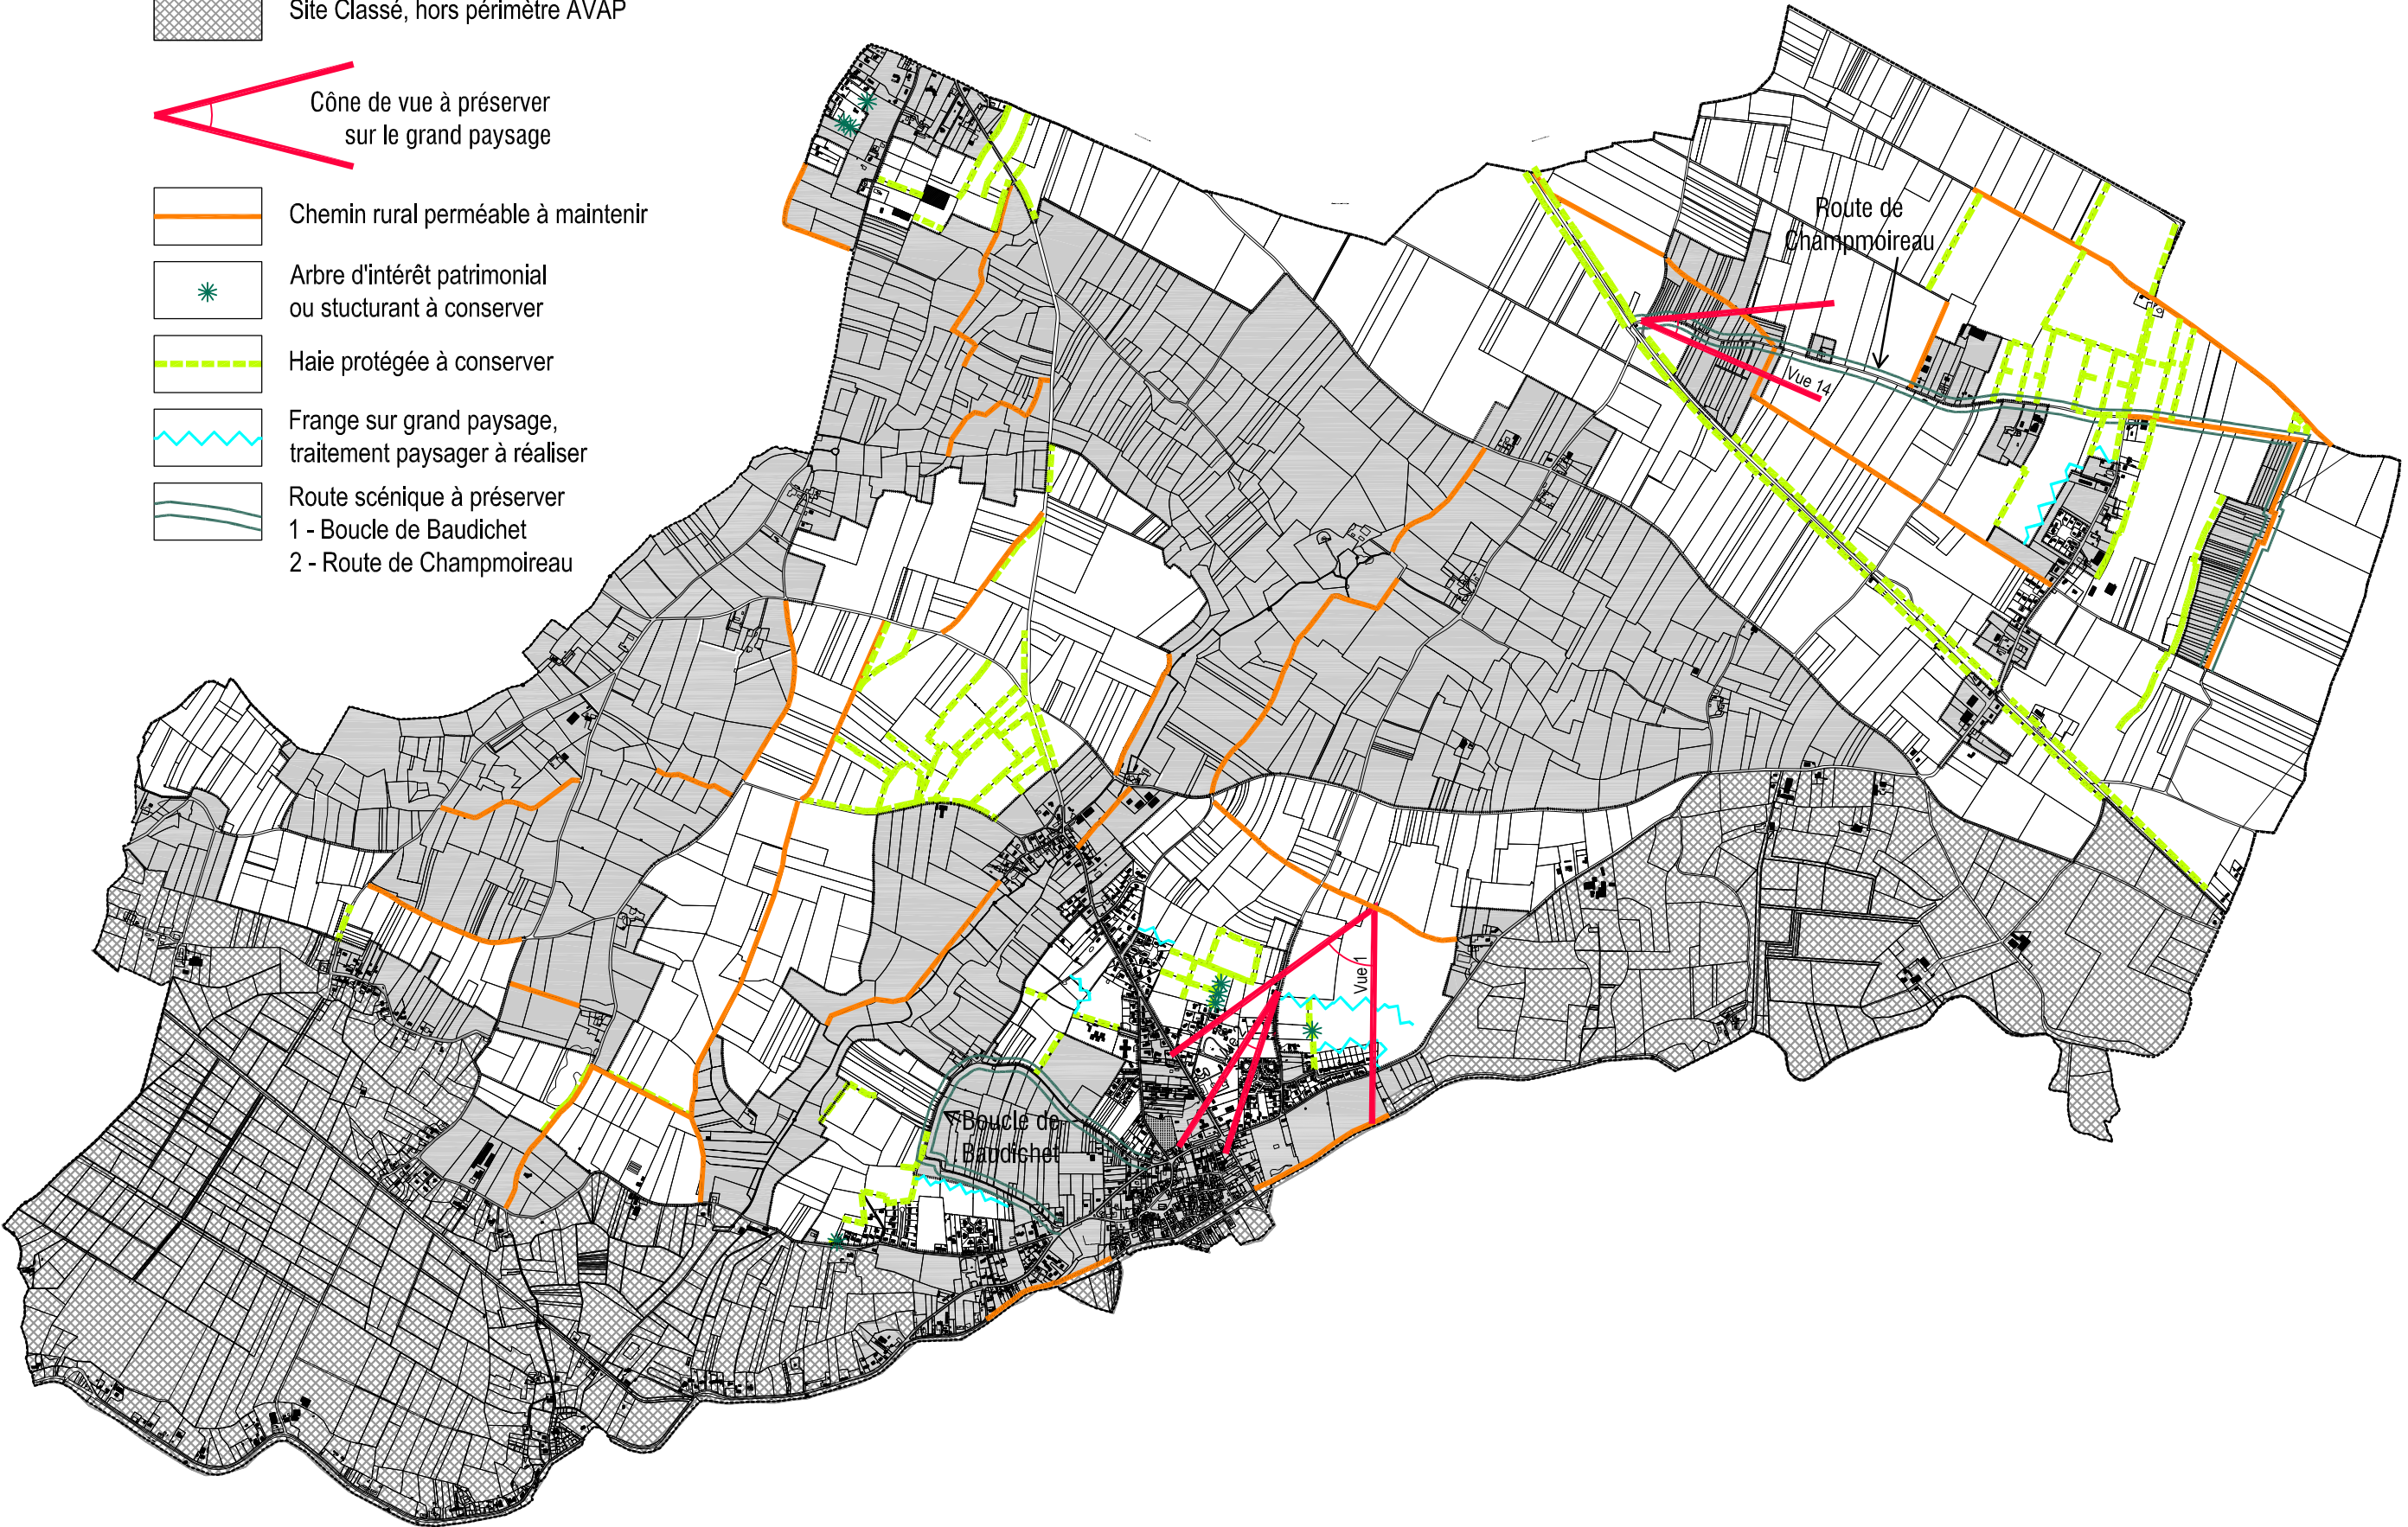 Site Classé, hors périmètre AVAP
Cône de vue à préserver
sur le grand paysage
Chemin rural perméable à maintenir
Arbre d'intérêt patrimonial
ou stucturant à conserver
Haie protégée à conserver
Frange sur grand paysage,
traitement paysager à réaliser
Route scénique à préserver
1 - Boucle de Baudichet
2 - Route de Champmoireau
Route de
Champmoireau
Vue 14
Vue 1
Boucle de
Baudichet